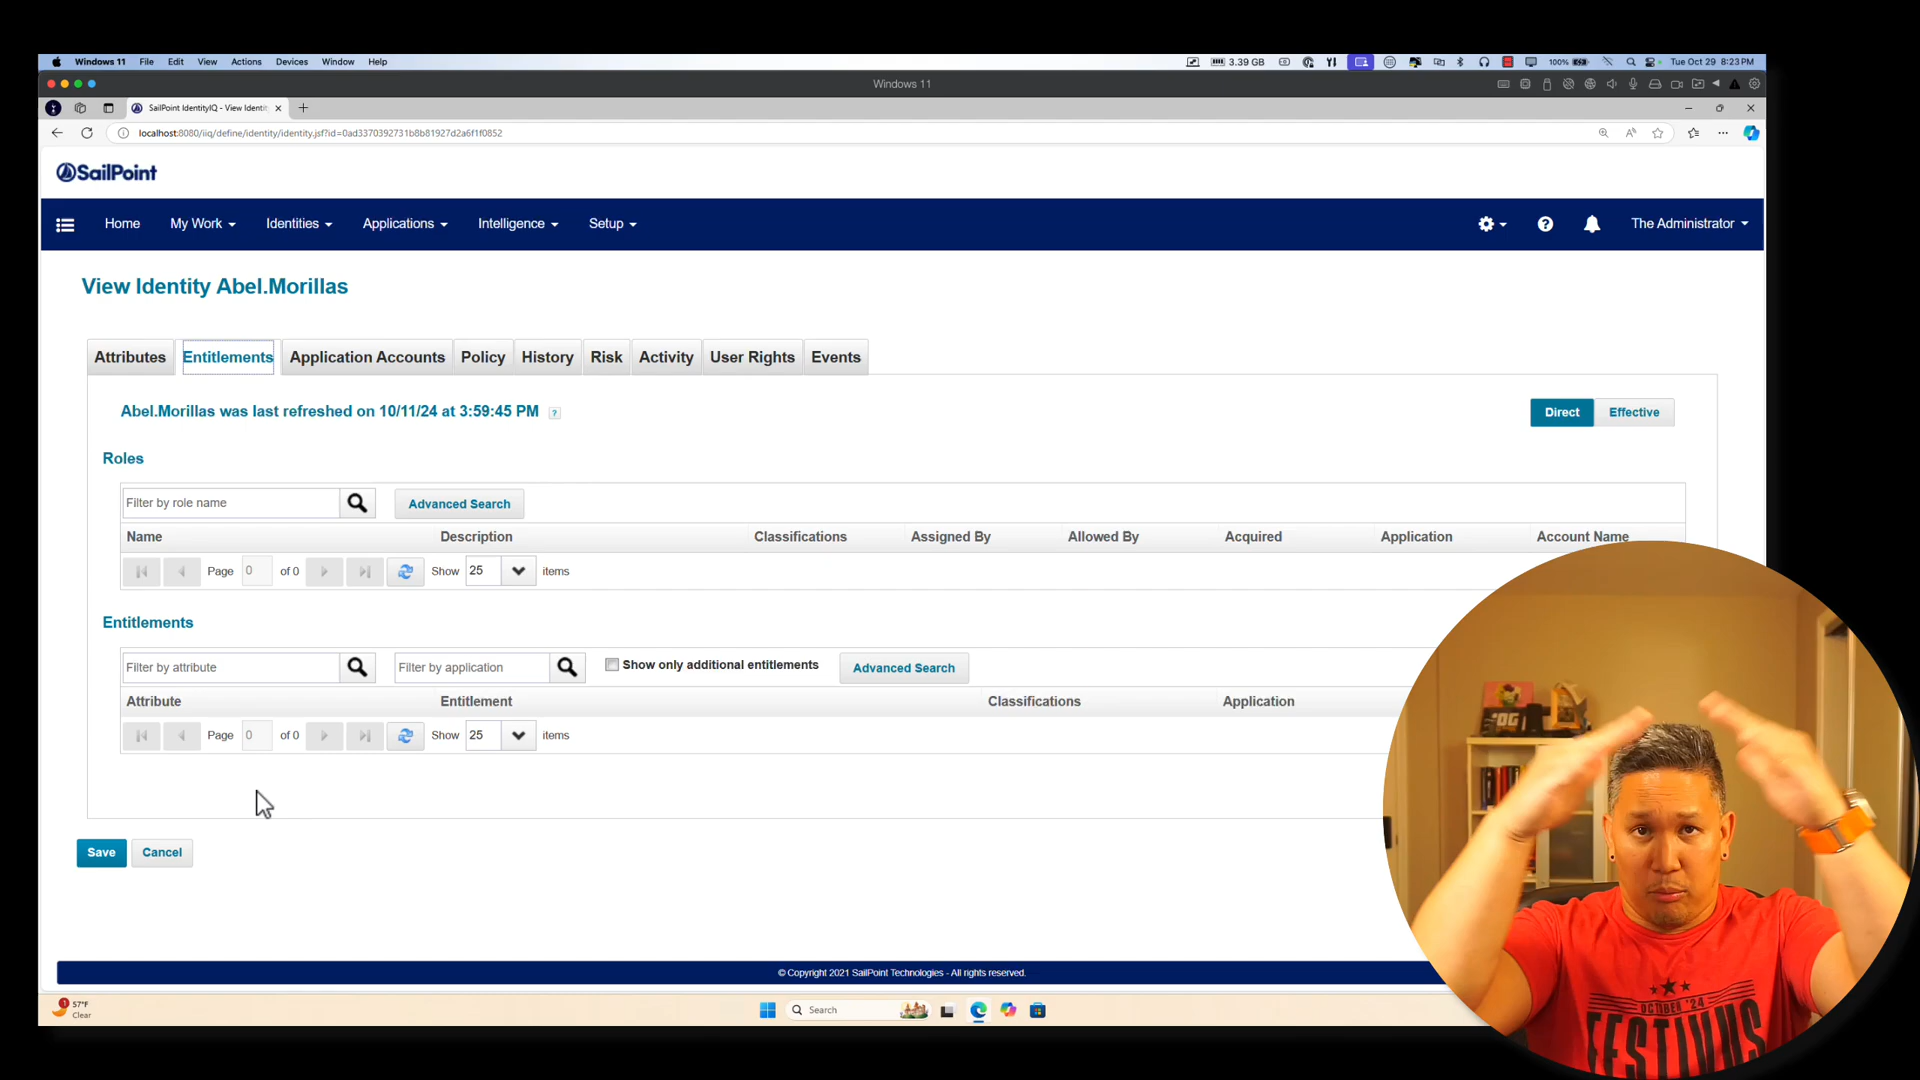 Windows 11 File Edit View Actions Devices Window Help 3.39 GB 100% Tue Oct 29 8:23 PM
Windows 11
SailPoint IdentityIQ - View Identit
localhost:8080/iiq/define/identity/identity.jsf?id=0ad3370392731b8b81927d2a6f1f0852
SailPoint
Home My Work Identities Applications Intelligence Setup The Administrator
View Identity Abel.Morillas
Attributes Entitlements Application Accounts Policy History Risk Activity User Rights Events
Abel.Morillas was last refreshed on 10/11/24 at 3:59:45 PM ?
Direct Effective
Roles
Filter by role name Advanced Search
Name Description Classifications Assigned By Allowed By Acquired Application Account Name
Page 0 of 0 Show 25 items
Entitlements
Filter by attribute Filter by application Show only additional entitlements Advanced Search
Attribute Entitlement Classifications Application
Page 0 of 0 Show 25 items
Save Cancel
© Copyright 2021 SailPoint Technologies - All rights reserved.
1 57°F
Clear
Search
OG
OCTOBER '24
FESTIVUS